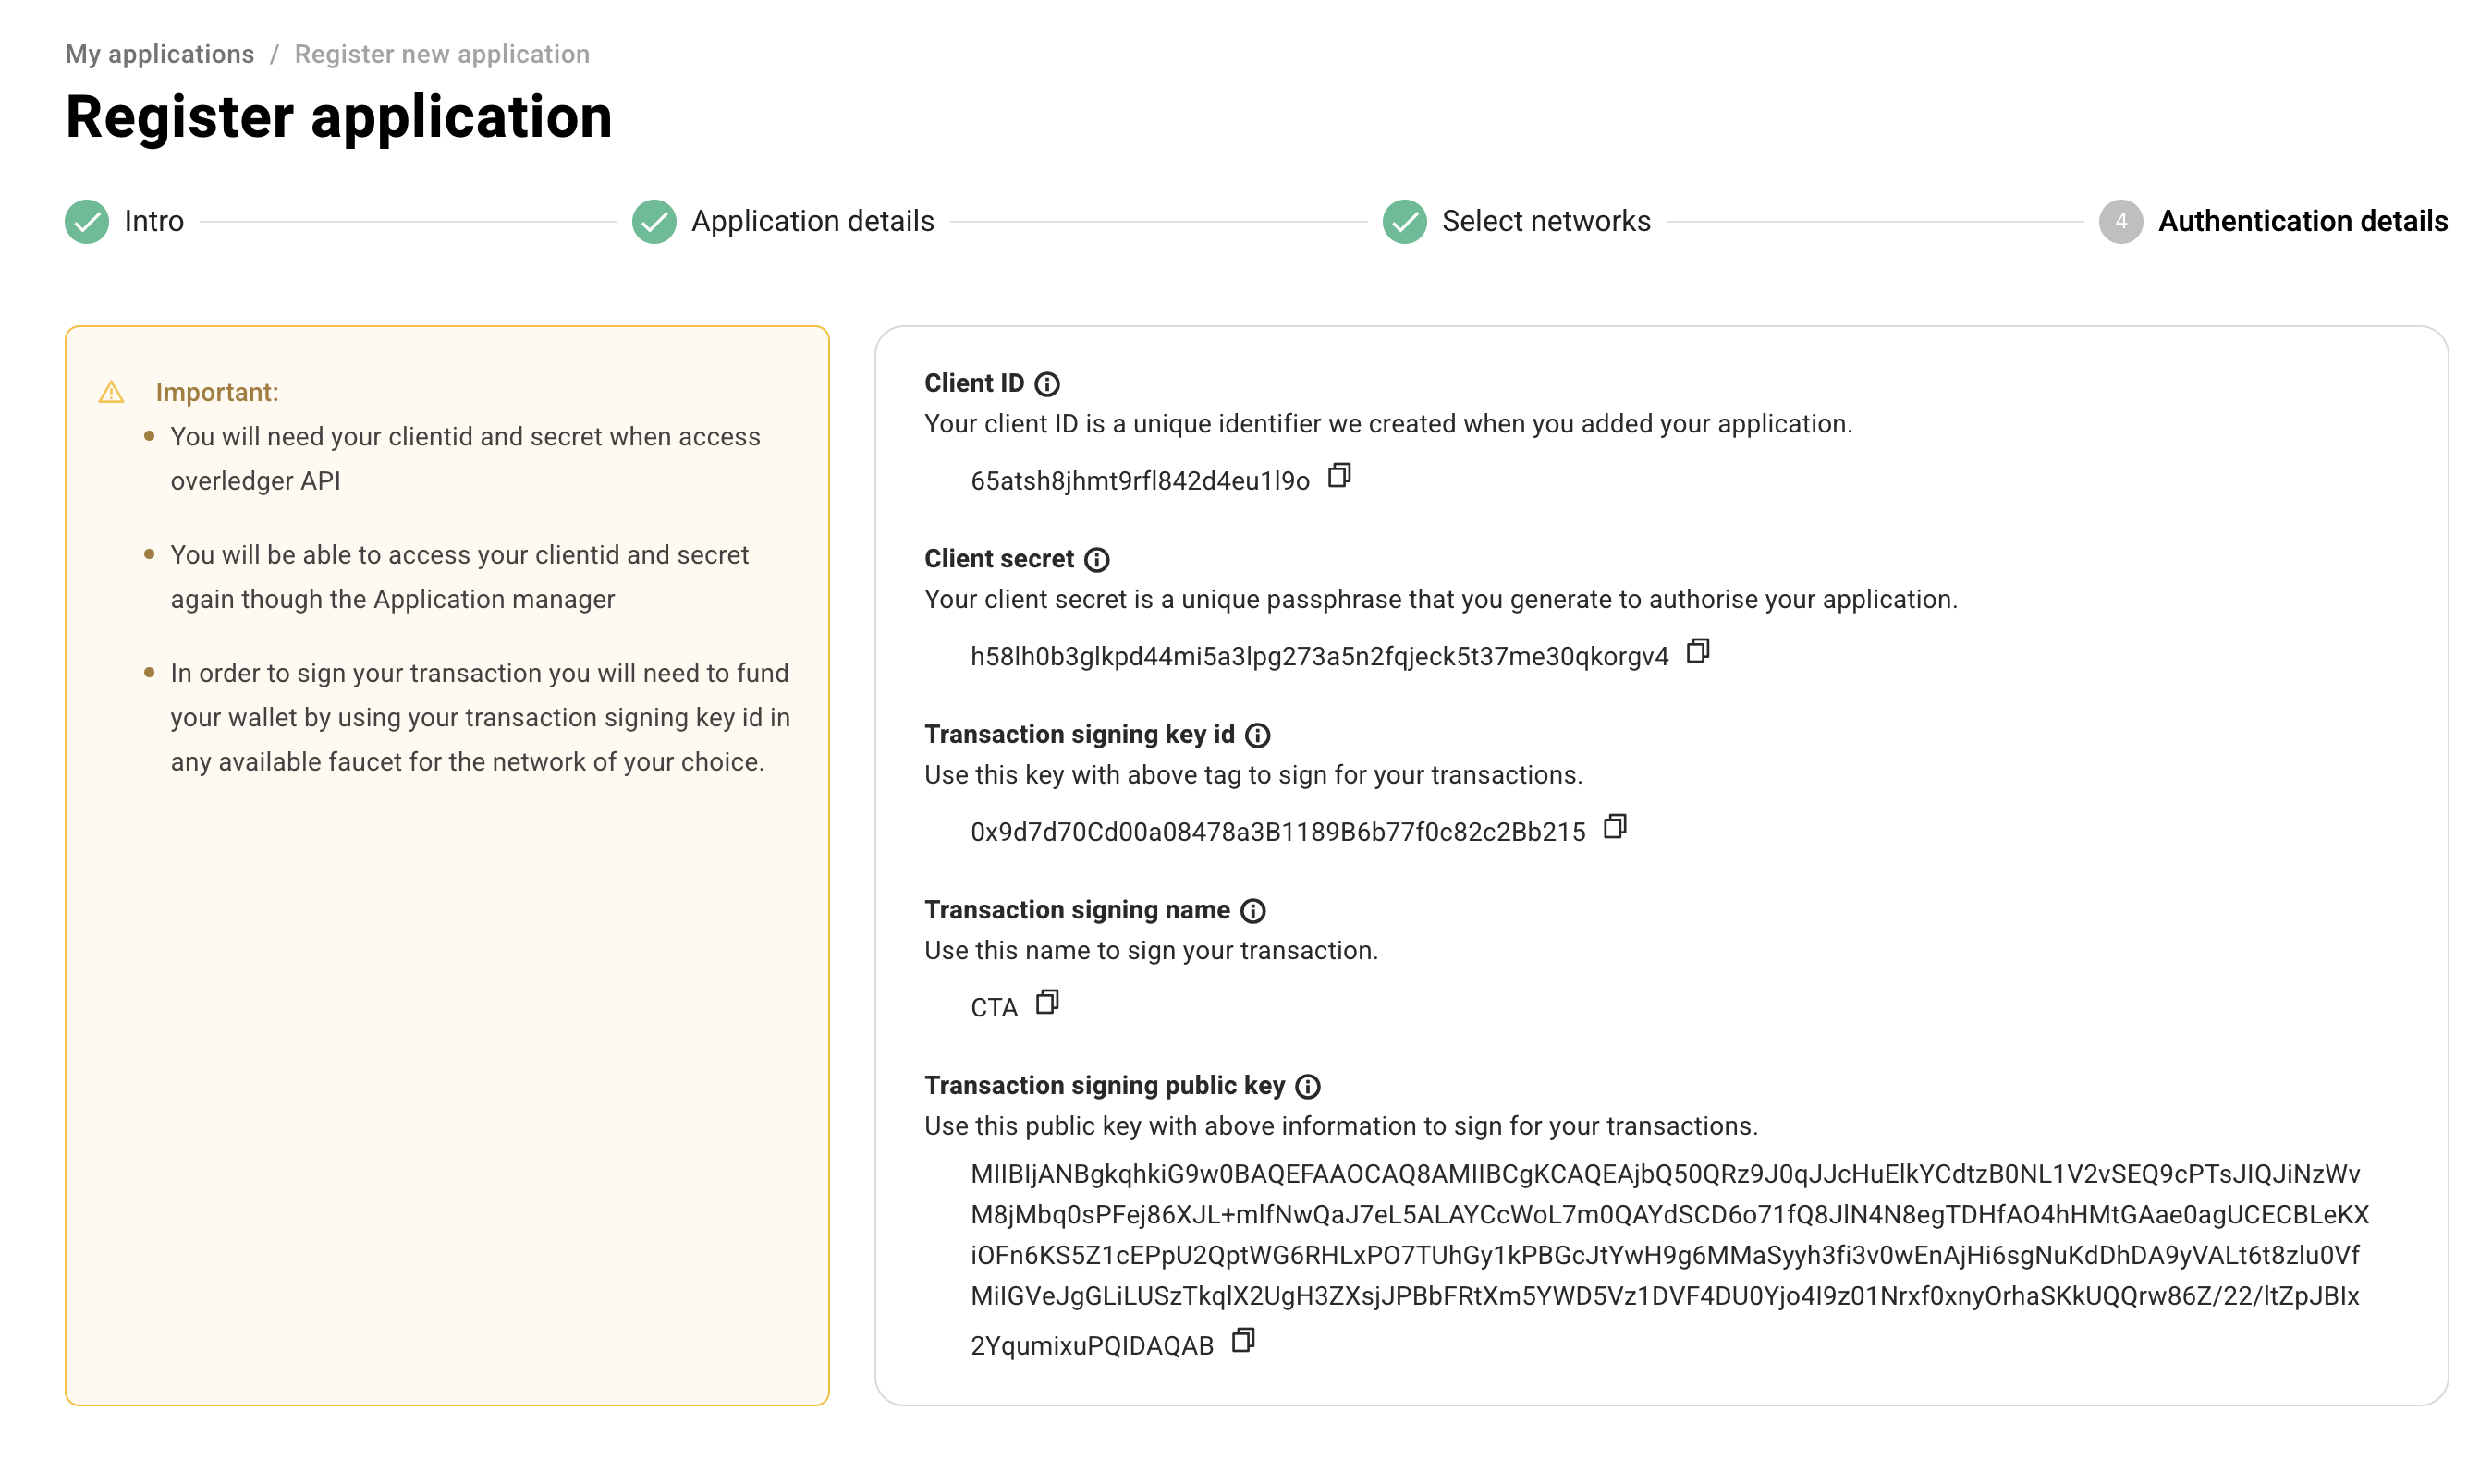 My applications / Register new application
Register application
Intro
Application details
Select networks
4 Authentication details
Important:
You will need your clientid and secret when access
overledger API
You will be able to access your clientid and secret
again though the Application manager
In order to sign your transaction you will need to fund
your wallet by using your transaction signing key id in
any available faucet for the network of your choice.
Client ID
Your client ID is a unique identifier we created when you added your application.
65atsh8jhmt9rfl842d4eu1l9o
Client secret
Your client secret is a unique passphrase that you generate to authorise your application.
h58lh0b3glkpd44mi5a3lpg273a5n2fqjeck5t37me30qkorgv4
Transaction signing key id
Use this key with above tag to sign for your transactions.
0x9d7d70Cd00a08478a3B1189B6b77f0c82c2Bb215
Transaction signing name
Use this name to sign your transaction.
CTA
Transaction signing public key
Use this public key with above information to sign for your transactions.
MIIBIjANBgkqhkiG9w0BAQEFAAOCAQ8AMIIBCgKCAQEAjbQ50QRz9J0qJJcHuElkYCdtzB0NL1V2vSEQ9cPTsJIQJiNzWv
M8jMbq0sPFej86XJL+mlfNwQaJ7eL5ALAYCcWoL7m0QAYdSCD6o71fQ8JlN4N8egTDHfAO4hHMtGAae0agUCECBLeKX
iOFn6KS5Z1cEPpU2QptWG6RHLxPO7TUhGy1kPBGcJtYwH9g6MMaSyyh3fi3v0wEnAjHi6sgNuKdDhDA9yVALt6t8zlu0Vf
MiIGVeJgGLiLUSzTkqlX2UgH3ZXsjJPBbFRtXm5YWD5Vz1DVF4DU0Yjo4I9z01Nrxf0xnyOrhaSKkUQQrw86Z/22/ltZpJBIx
2YqumixuPQIDAQAB